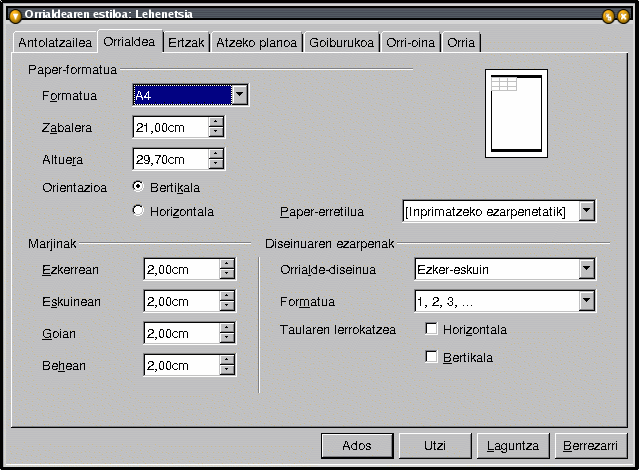 Orrialdearen estiloa: Lehenetsia
Antolatzailea Orrialdea Ertzak Atzeko planoa Goiburukoa Orri-oina Orria
Paper-formatua
Formatua A4
Zabalera 21,00cm
Altuera 29,70cm
Orientazioa Bertikala
Horizontala
Paper-erretilua [Inprimatzeko ezarpenetatik]
Marjinak
Ezkerrean 2,00cm
Eskuinean 2,00cm
Goian 2,00cm
Behean 2,00cm
Diseinuaren ezarpenak
Orrialde-diseinua Ezker-eskuin
Formatua 1, 2, 3, ...
Taularen lerrokatzea Horizontala
Bertikala
Ados Utzi Laguntza Berrezarri